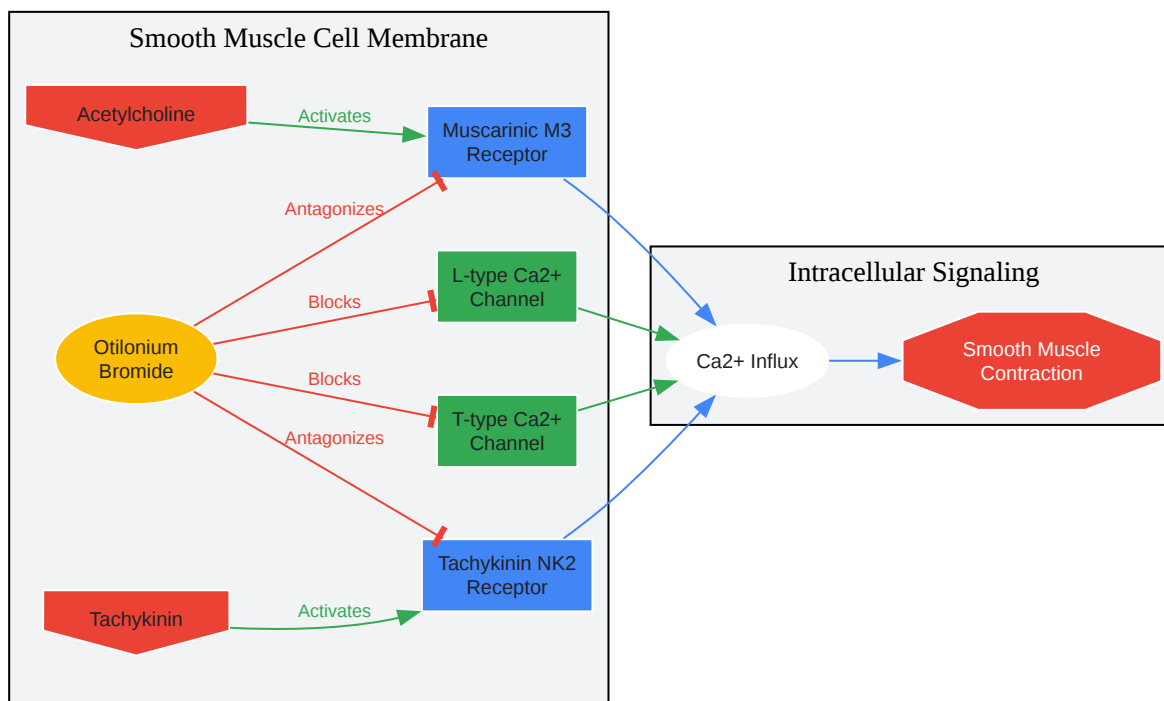 Smooth Muscle Cell Membrane
Acetylcholine
Activates
Muscarinic M3
Receptor
Antagonizes
Intracellular Signaling
L-type Ca2+
Channel
Blocks
Otilonium
Bromide
Ca2+ Influx
Smooth Muscle
Contraction
Blocks
T-type Ca2+
Channel
Antagonizes
Tachykinin NK2
Receptor
Activates
Tachykinin